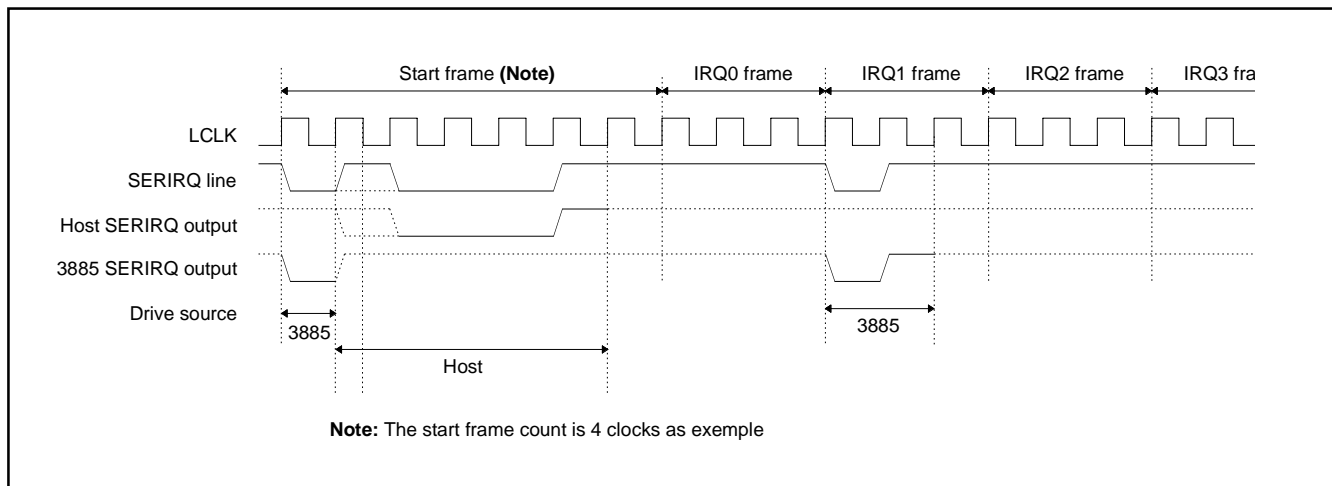 Start frame (Note)
IRQ0 frame
IRQ1 frame
IRQ2 frame
IRQ3 fra
LCLK
SERIRQ line
Host SERIRQ output
3885 SERIRQ output
Drive source
3885
3885
Host
Note: The start frame count is 4 clocks as exemple